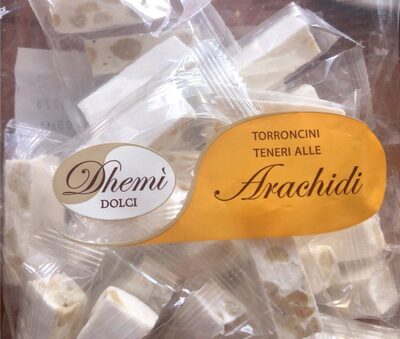 Dhemì
DOLCI
TORRONCINI
TENERI ALLE
Arachidi